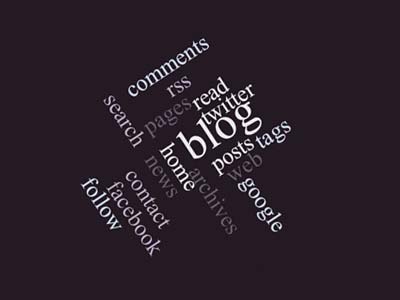 comments
rss
read
search
pages
twitter
blog
home
posts
tags
news
web
archives
contact
google
facebook
follow